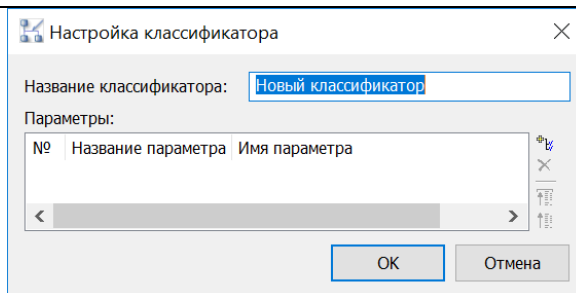 Настройка классификатора
Название классификатора: Новый классификатор
Параметры:
№ Название параметра Имя параметра
OK Отмена